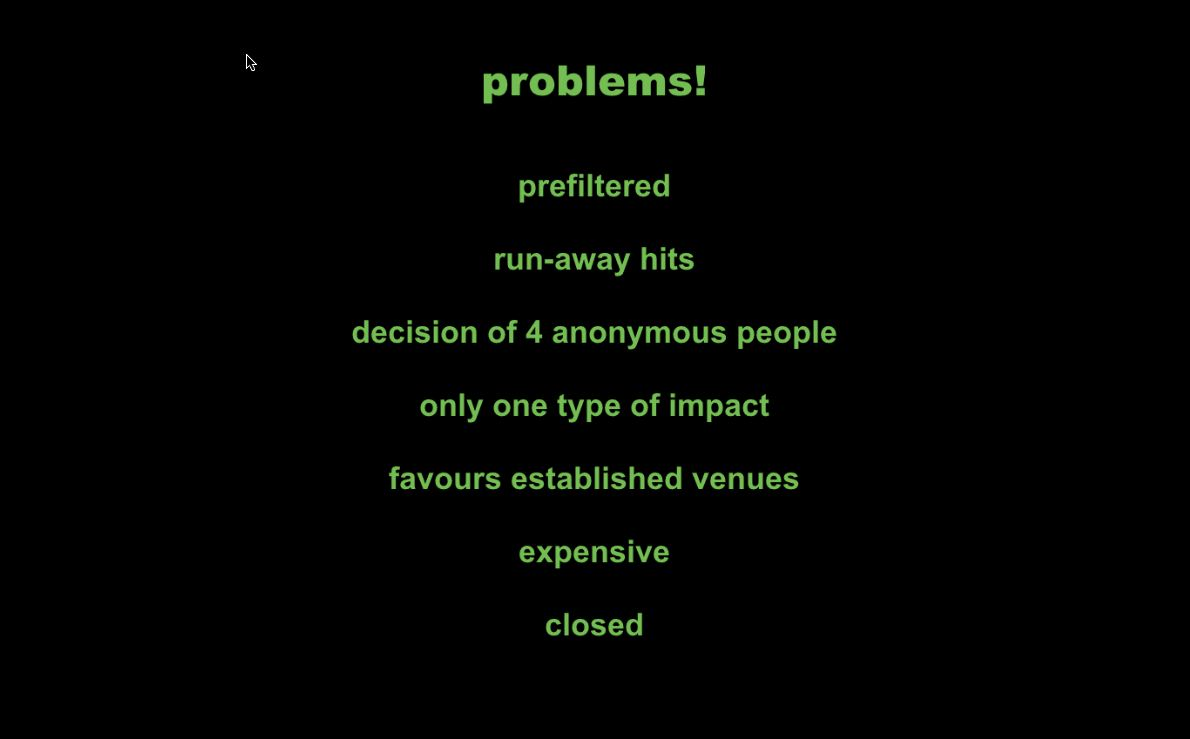 problems!
prefiltered
run-away hits
decision of 4 anonymous people
only one type of impact
favours established venues
expensive
closed